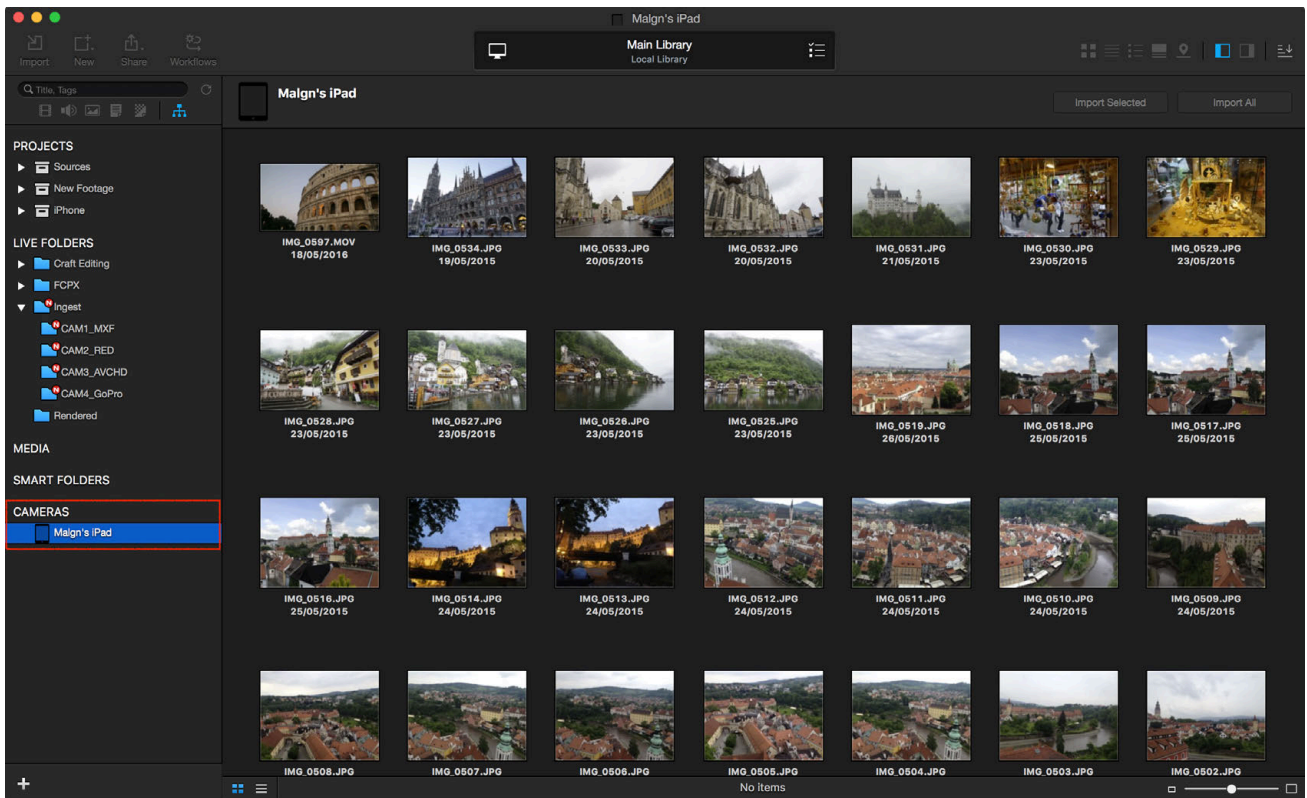 Malgn's iPad
Import
New
Share
Workflows
Main Library
Local Library
Title, Tags
Malgn's iPad
Import Selected
Import All
PROJECTS
Sources
New Footage
iPhone
LIVE FOLDERS
Craft Editing
FCPX
N Ingest
N CAM1_MXF
N CAM2_RED
N CAM3_AVCHD
N CAM4_GoPro
Rendered
MEDIA
SMART FOLDERS
CAMERAS
Malgn's iPad
IMG_0597.MOV
18/05/2016
IMG_0534.JPG
19/05/2015
IMG_0533.JPG
20/05/2015
IMG_0532.JPG
20/05/2015
IMG_0531.JPG
21/05/2015
IMG_0530.JPG
23/05/2015
IMG_0529.JPG
23/05/2015
IMG_0528.JPG
23/05/2015
IMG_0527.JPG
23/05/2015
IMG_0526.JPG
23/05/2015
IMG_0525.JPG
23/05/2015
IMG_0519.JPG
26/05/2015
IMG_0518.JPG
25/05/2015
IMG_0517.JPG
25/05/2015
IMG_0516.JPG
25/05/2015
IMG_0514.JPG
24/05/2015
IMG_0513.JPG
24/05/2015
IMG_0512.JPG
24/05/2015
IMG_0511.JPG
24/05/2015
IMG_0510.JPG
24/05/2015
IMG_0509.JPG
24/05/2015
IMG_0508.JPG
IMG_0507.JPG
IMG_0506.JPG
IMG_0505.JPG
IMG_0504.JPG
IMG_0503.JPG
IMG_0502.JPG
No items